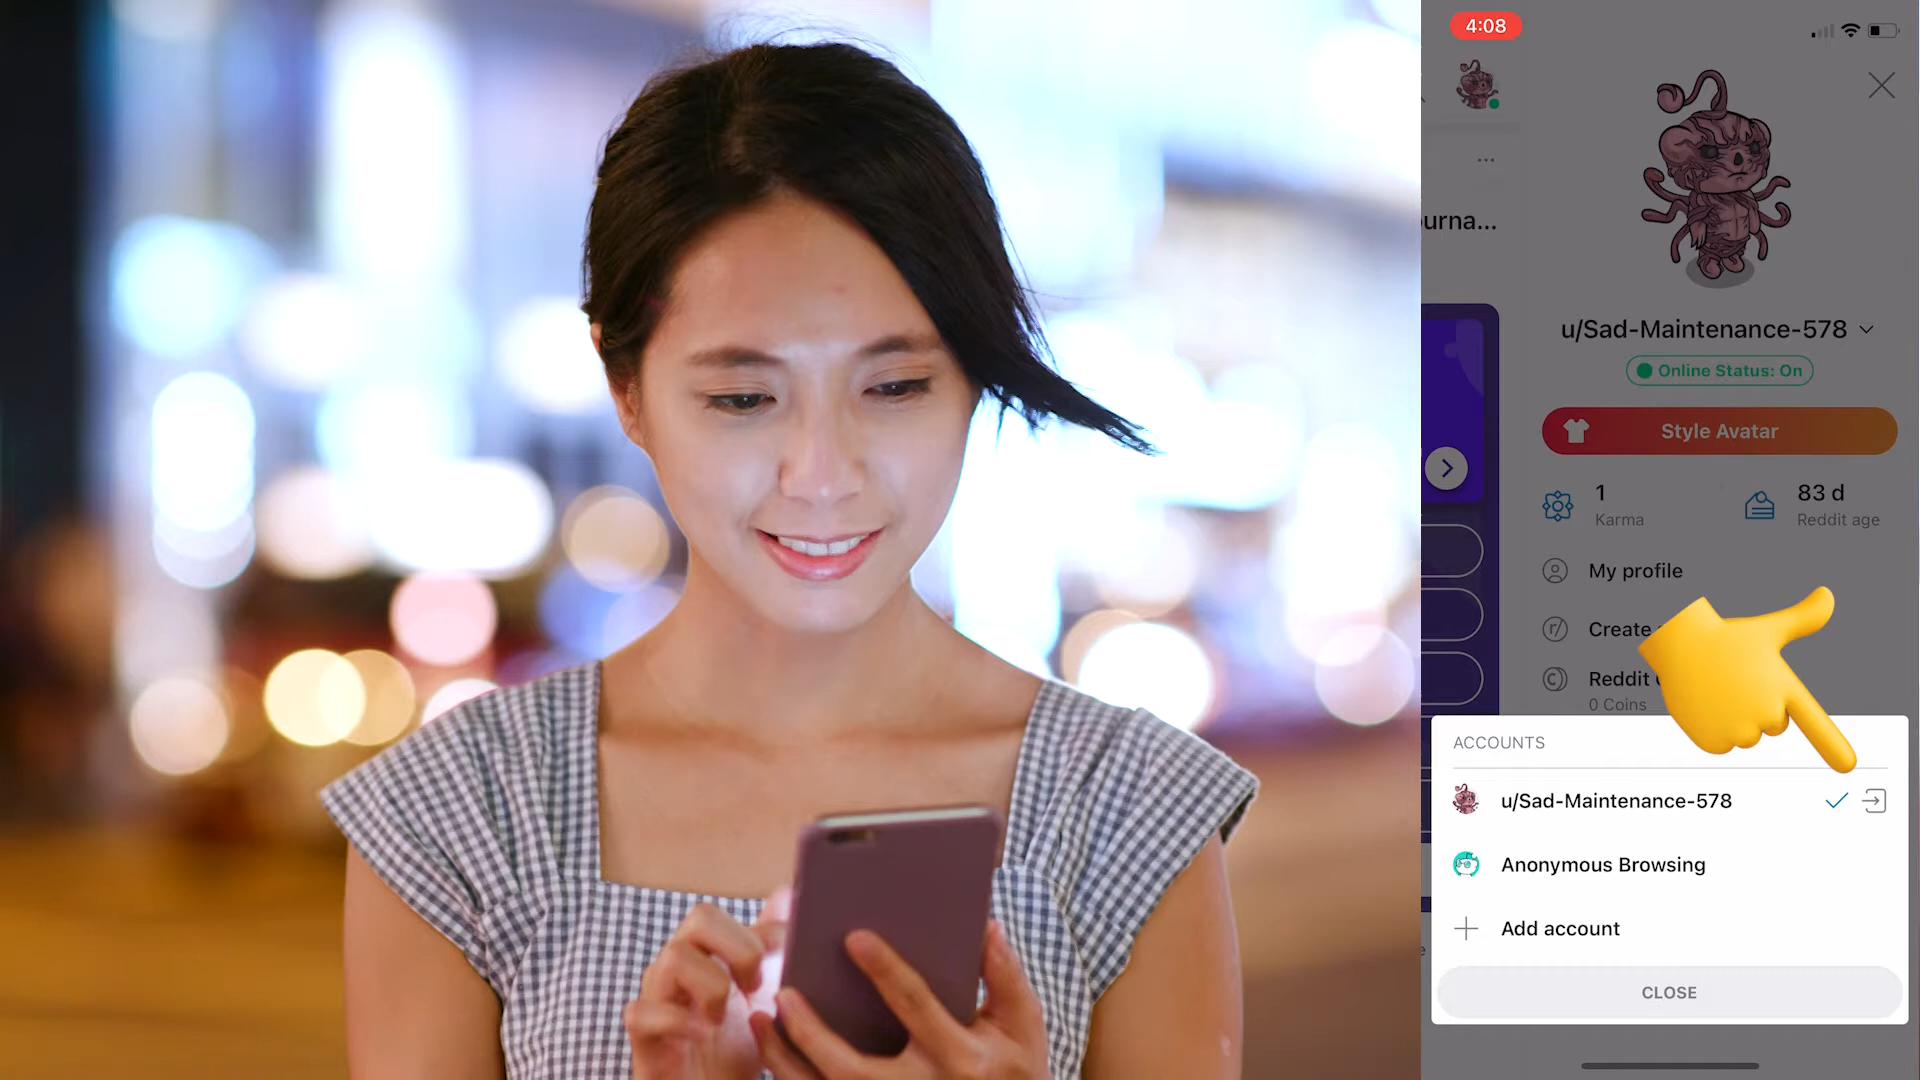 4:08
...
urna...
u/Sad-Maintenance-578
Online Status: On
Style Avatar
1
Karma
83 d
Reddit age
My profile
Create
r/
Reddit
0 Coins
ACCOUNTS
u/Sad-Maintenance-578
Anonymous Browsing
Add account
CLOSE